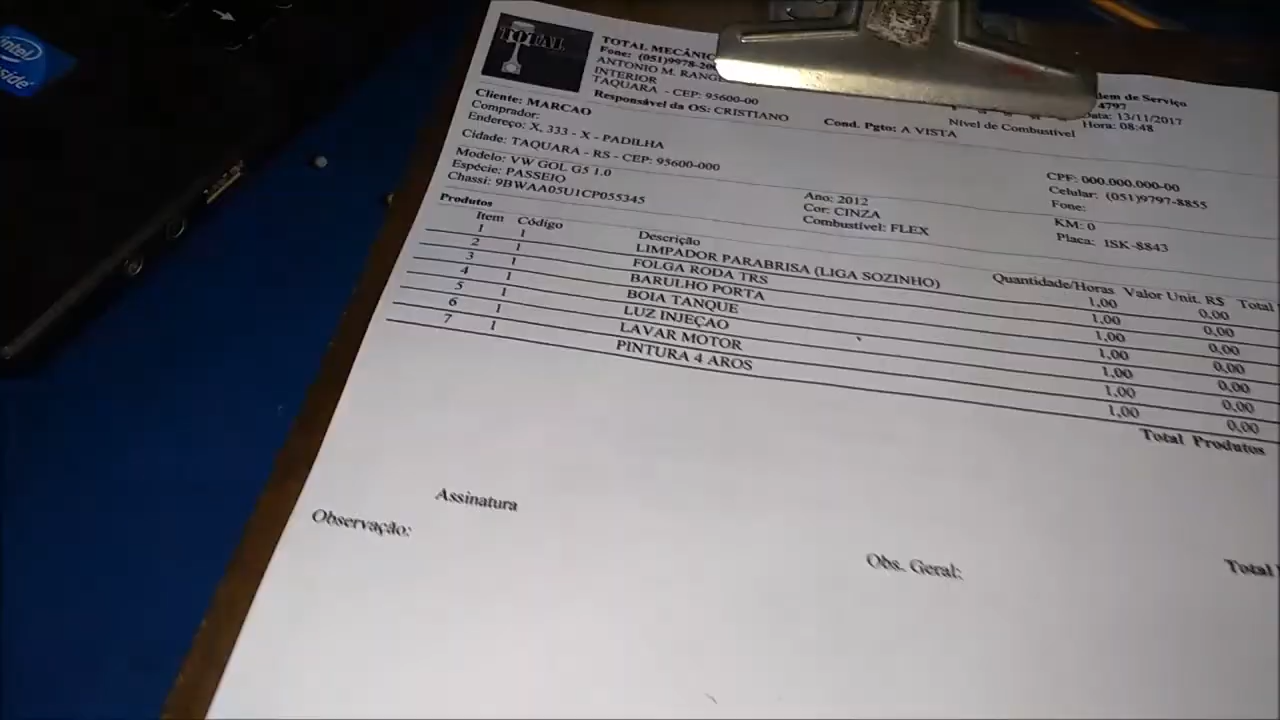 intel
inside
TOTAL
TOTAL MECÂNIC
Fone: (051)9978-20
ANTONIO M. RANGE
INTERIOR
TAQUARA - CEP: 95600-00
Responsável da OS: CRISTIANO
Cond. Pgto: A VISTA
Nível de Combustível
dem de Serviço
4797
Data: 13/11/2017
Hora: 08:48
Cliente: MARCAO
Comprador:
Endereço: X, 333 - X - PADILHA
Cidade: TAQUARA - RS - CEP: 95600-000
CPF: 000.000.000-00
Celular: (051)9797-8855
Fone:
Modelo: VW GOL G5 1.0
Espécie: PASSEIO
Chassi: 9BWAA05U1CP055345
Ano: 2012
Cor: CINZA
Combustível: FLEX
KM: 0
Placa: ISK-8843
Produtos
Item Código Descrição Quantidade/Horas Valor Unit. R$ Total
1 1 LIMPADOR PARABRISA (LIGA SOZINHO) 1,00 0,00
2 1 FOLGA RODA TRS 1,00 0,00
3 1 BARULHO PORTA 1,00 0,00
4 1 BOIA TANQUE 1,00 0,00
5 1 LUZ INJEÇAO 1,00 0,00
6 1 LAVAR MOTOR 1,00 0,00
7 1 PINTURA 4 AROS 1,00 0,00
Total Produtos
Assinatura
Observação:
Obs. Geral:
Total